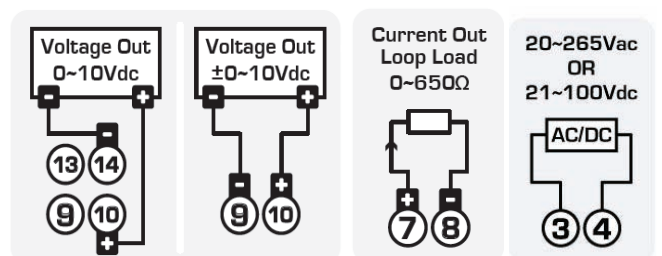 Voltage Out
0~10Vdc
- +
-
13 14
9 10
+
Voltage Out
±0~10Vdc
- +
- +
9 10
Current Out
Loop Load
0~650Ω
+ -
7 8
20~265Vac
OR
21~100Vdc
AC/DC
3 4